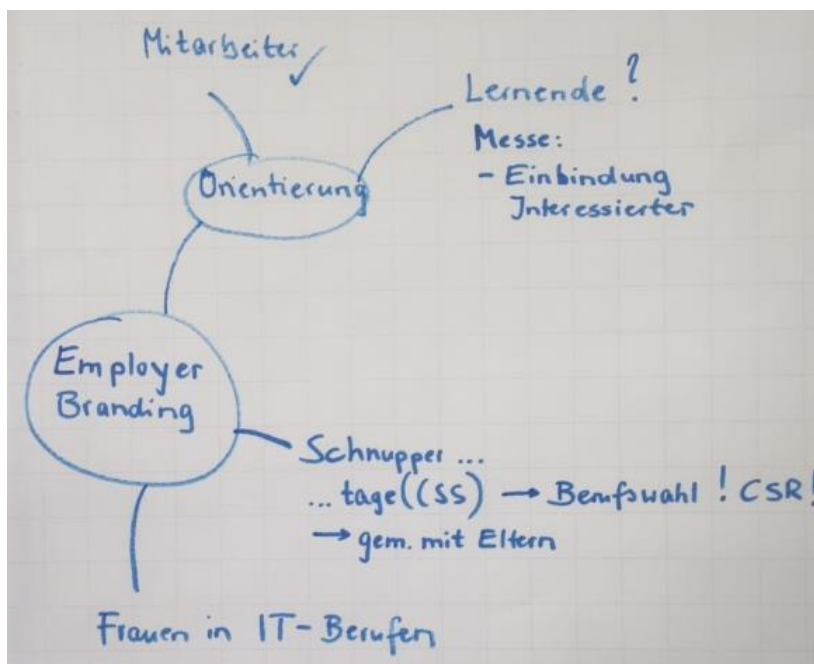 Mitarbeiter ✓
Lernende ?
Messe:
- Einbindung
Interessierter
Orientierung
Employer
Branding
Schnupper ...
... tage ((SS) → Berufswahl ! CSR !
→ gem. mit Eltern
Frauen in IT-Berufen